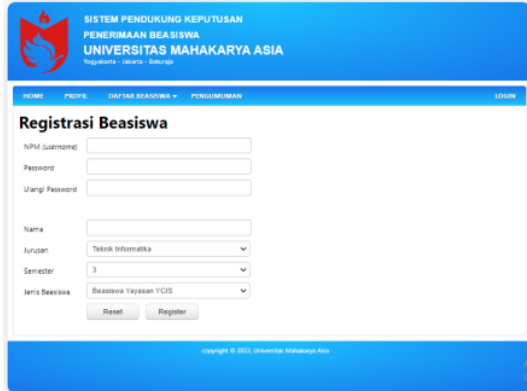 SISTEM PENDUKUNG KEPUTUSAN
PENERIMAAN BEASISWA
UNIVERSITAS MAHAKARYA ASIA
Yogyakarta - Jakarta - Baturaja
HOME PROFIL DAFTAR BEASISWA PENGUMUMAN LOGIN
Registrasi Beasiswa
NPM (username)
Password
Ulangi Password
Nama
Jurusan Teknik Informatika
Semester 3
Jenis Beasiswa Beasiswa Yayasan YCIS
Reset Register
copyright © 2023. Universitas Mahakarya Asia